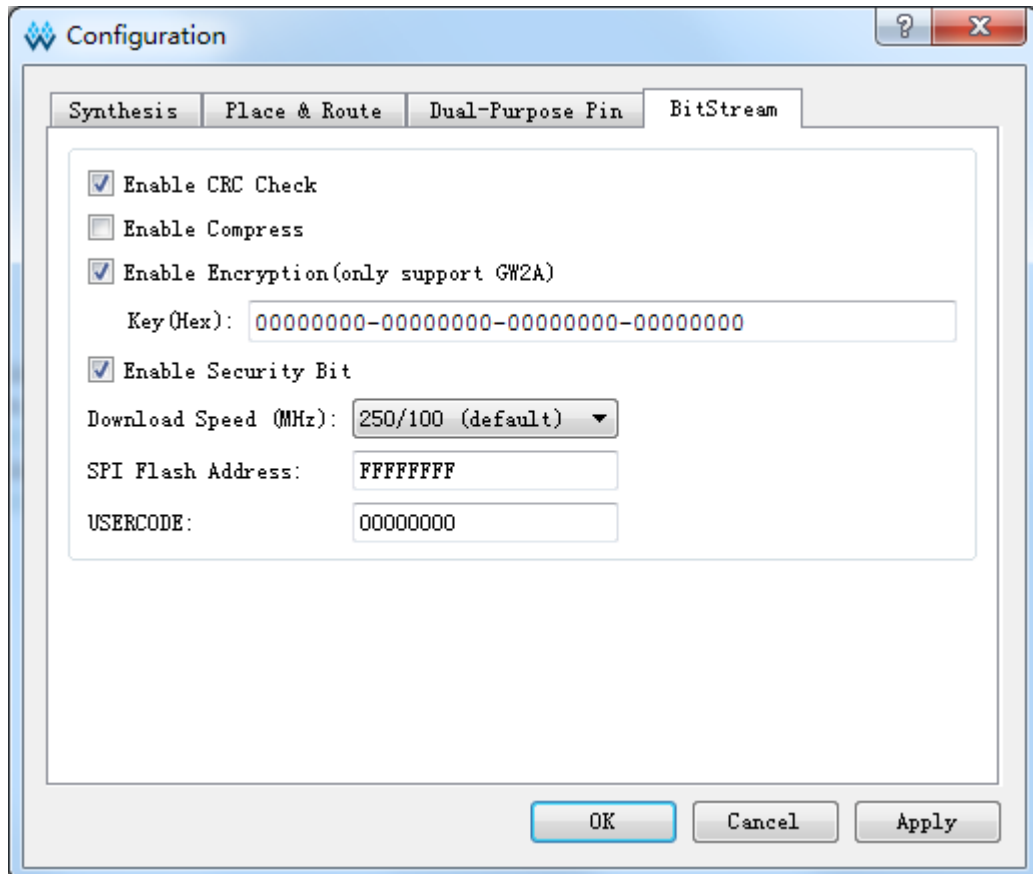 Configuration
Synthesis Place & Route Dual-Purpose Pin BitStream
Enable CRC Check
Enable Compress
Enable Encryption(only support GW2A)
Key(Hex): 00000000-00000000-00000000-00000000
Enable Security Bit
Download Speed (MHz): 250/100 (default)
SPI Flash Address: FFFFFFFF
USERCODE: 00000000
OK Cancel Apply